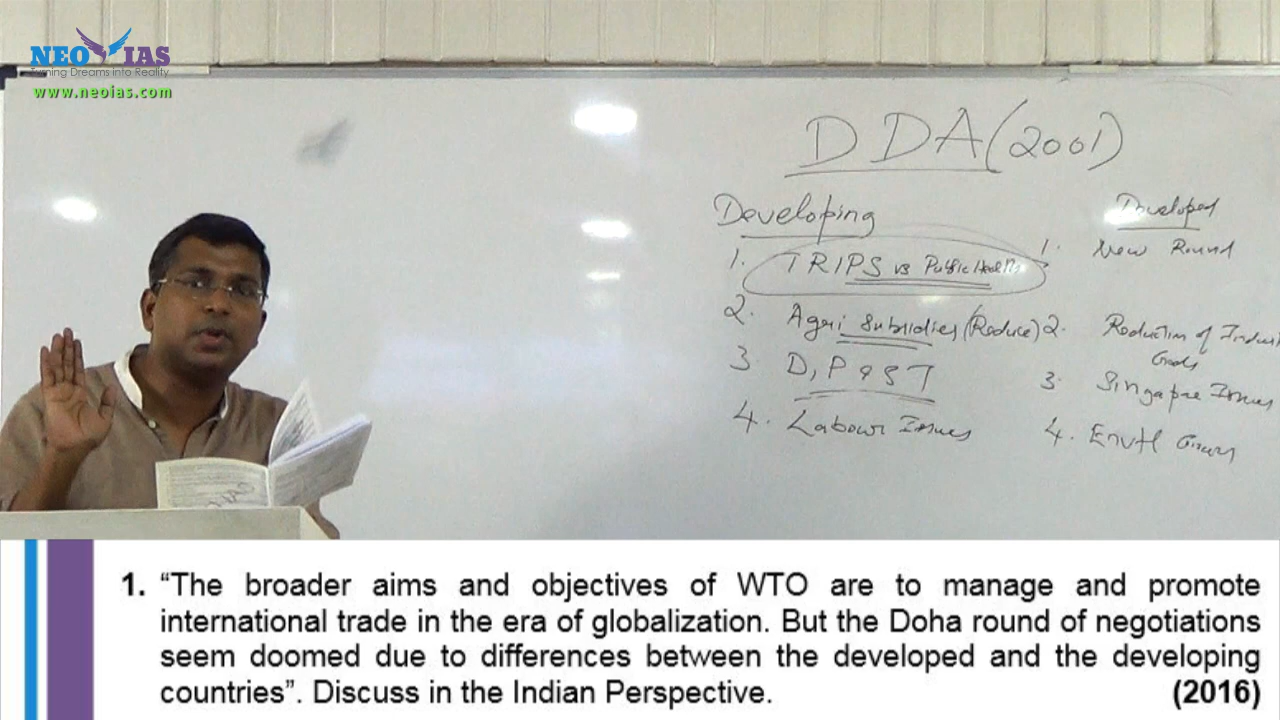 NEO IAS
Turning Dreams into Reality
www.neoias.com
DDA (2001)
Developing
1. TRIPS vs Public Health
2. Agri Subsidies (Reduce)
3. D, P & ST
4. Labour Issues
Developed
1. New Round
2. Reduction of Indust
Goods
3. Singapore Issues
4. Envtl
1. “The broader aims and objectives of WTO are to manage and promote
international trade in the era of globalization. But the Doha round of negotiations
seem doomed due to differences between the developed and the developing
countries”. Discuss in the Indian Perspective. (2016)